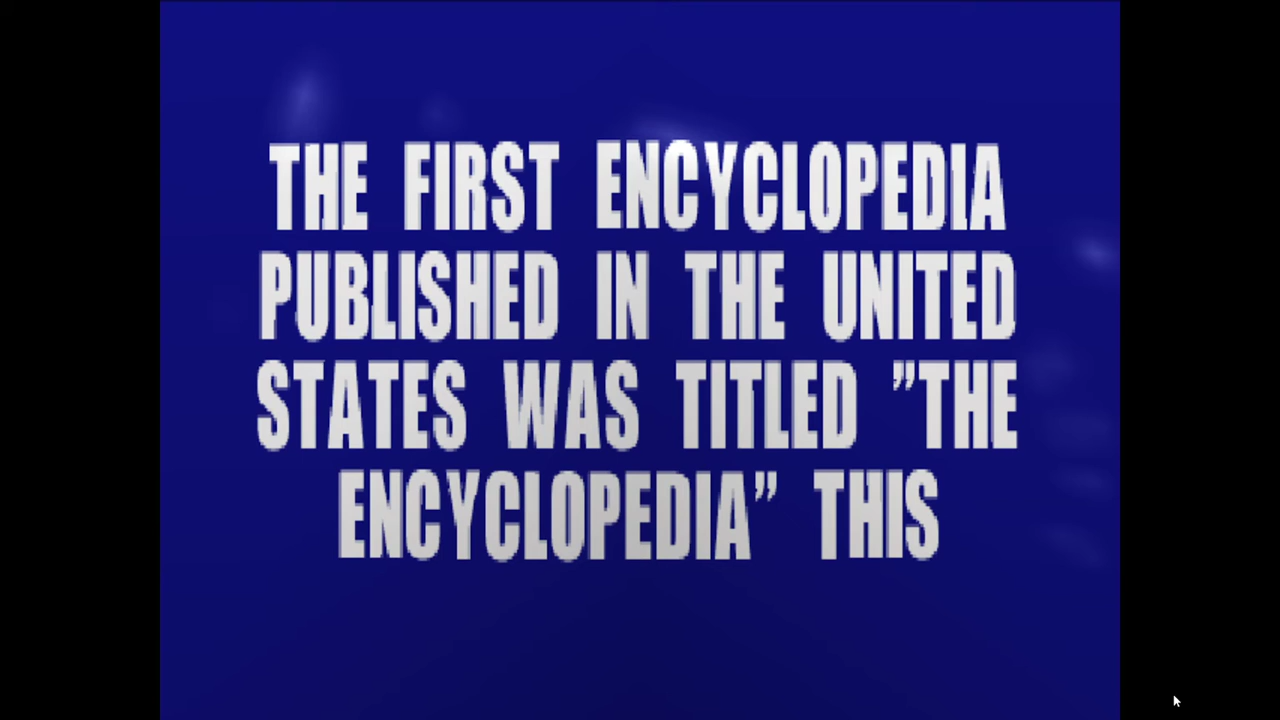 THE FIRST ENCYCLOPEDIA
PUBLISHED IN THE UNITED
STATES WAS TITLED "THE
ENCYCLOPEDIA" THIS